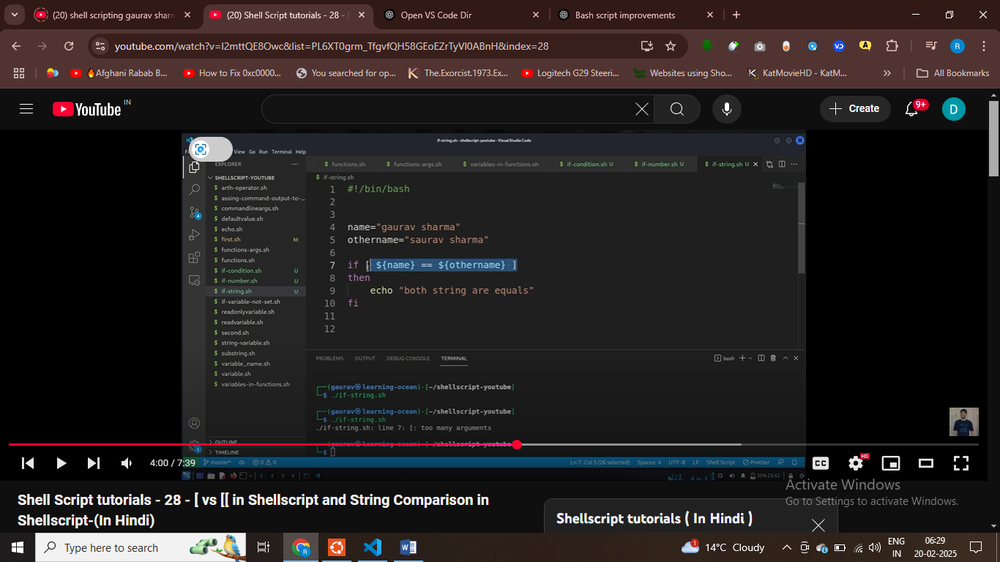 (20) shell scripting gaurav sharm
(20) Shell Script tutorials - 28 -
Open VS Code Dir
Bash script improvements
youtube.com/watch?v=I2mttQE8Owc&list=PL6XT0grm_TfgvfQH58GEoEZrTyVl0ABnH&index=28
R
🔥Afghani Rabab B...
How to Fix 0xc0000...
You searched for op...
The.Exorcist.1973.Ex...
Logitech G29 Steeri...
Websites using Sho...
KatMovieHD - KatM...
All Bookmarks
YouTube IN
Create
9+
D
if-string.sh - shellscript-youtube - Visual Studio Code
View Go Run Terminal Help
EXPLORER
functions.sh
functions-args.sh
variables-in-functions.sh
if-condition.sh U
if-number.sh U
if-string.sh U
SHELLSCRIPT-YOUTUBE
arth-operator.sh
assing-command-output-to-...
commandlineargs.sh
defaultvalue.sh
echo.sh
first.sh M
functions-args.sh
functions.sh
if-condition.sh U
if-number.sh U
if-string.sh U
if-variable-not-set.sh
readonlyvariable.sh
readvariable.sh
second.sh
string-variable.sh
substring.sh
variable_name.sh
variable.sh
variables-in-functions.sh
OUTLINE
TIMELINE
if-string.sh
1 #!/bin/bash
2
3
4 name="gaurav sharma"
5 othername="saurav sharma"
6
7 if [ ${name} == ${othername} ]
8 then
9 echo "both string are equals"
10 fi
11
12
PROBLEMS OUTPUT DEBUG CONSOLE TERMINAL
bash
(gaurav㉿learning-ocean)-[~/shellscript-youtube]
$ ./if-string.sh
(gaurav㉿learning-ocean)-[~/shellscript-youtube]
$ ./if-string.sh
./if-string.sh: line 7: [: too many arguments
(gaurav㉿learning-ocean)-[~/shellscript-youtube]
$
master* 0 0 Ln 7, Col 5 (26 selected) Spaces: 4 UTF-8 LF Shell Script Prettier
1 2 3 4
35% 23:42
4:00 / 7:39
CC
HD
Shell Script tutorials - 28 - [ vs [[ in Shellscript and String Comparison in
Shellscript-(In Hindi)
Shellscript tutorials ( In Hindi )
Activate Windows
Go to Settings to activate Windows.
Type here to search
14°C Cloudy
ENG
IN
06:29
20-02-2025